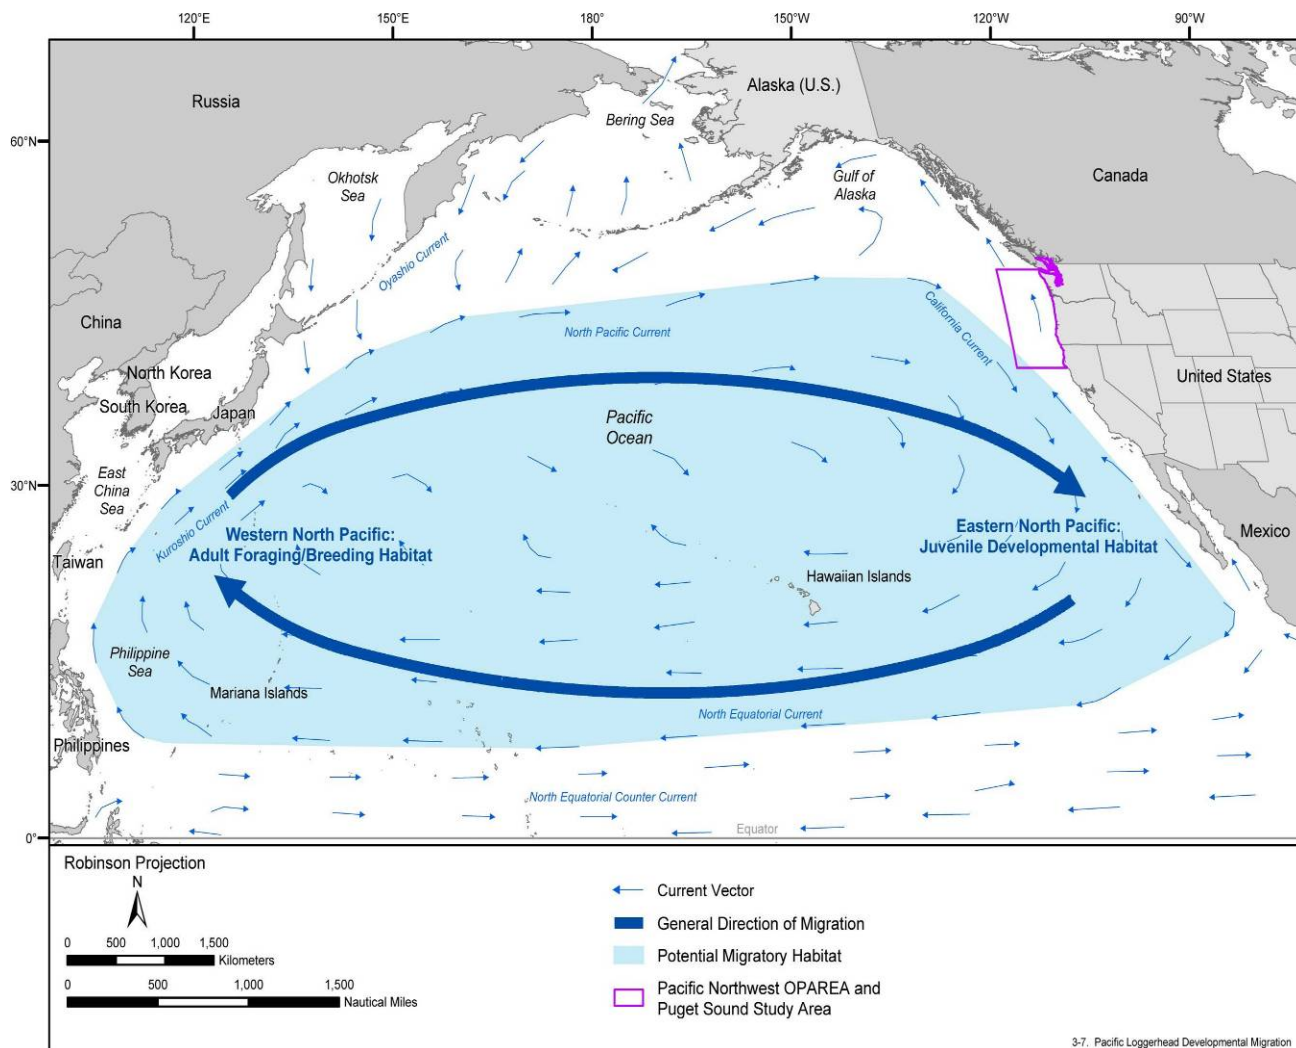 120°E 150°E 180° 150°W 120°W 90°W
60°N
30°N
0°
Russia
Alaska (U.S.)
Bering Sea
Okhotsk
Sea
Gulf of
Alaska
Canada
Oyashio Current
China
North Pacific Current
California Current
North Korea
South Korea
Japan
United States
Pacific
Ocean
East
China
Sea
Kuroshio Current
Western North Pacific:
Adult Foraging/Breeding Habitat
Eastern North Pacific:
Juvenile Developmental Habitat
Mexico
Taiwan
Hawaiian Islands
Philippine
Sea
Mariana Islands
North Equatorial Current
Philippines
North Equatorial Counter Current
Equator
Robinson Projection
N
0 500 1,000 1,500
Kilometers
0 500 1,000 1,500
Nautical Miles
Current Vector
General Direction of Migration
Potential Migratory Habitat
Pacific Northwest OPAREA and
Puget Sound Study Area
3-7. Pacific Loggerhead Developmental Migration